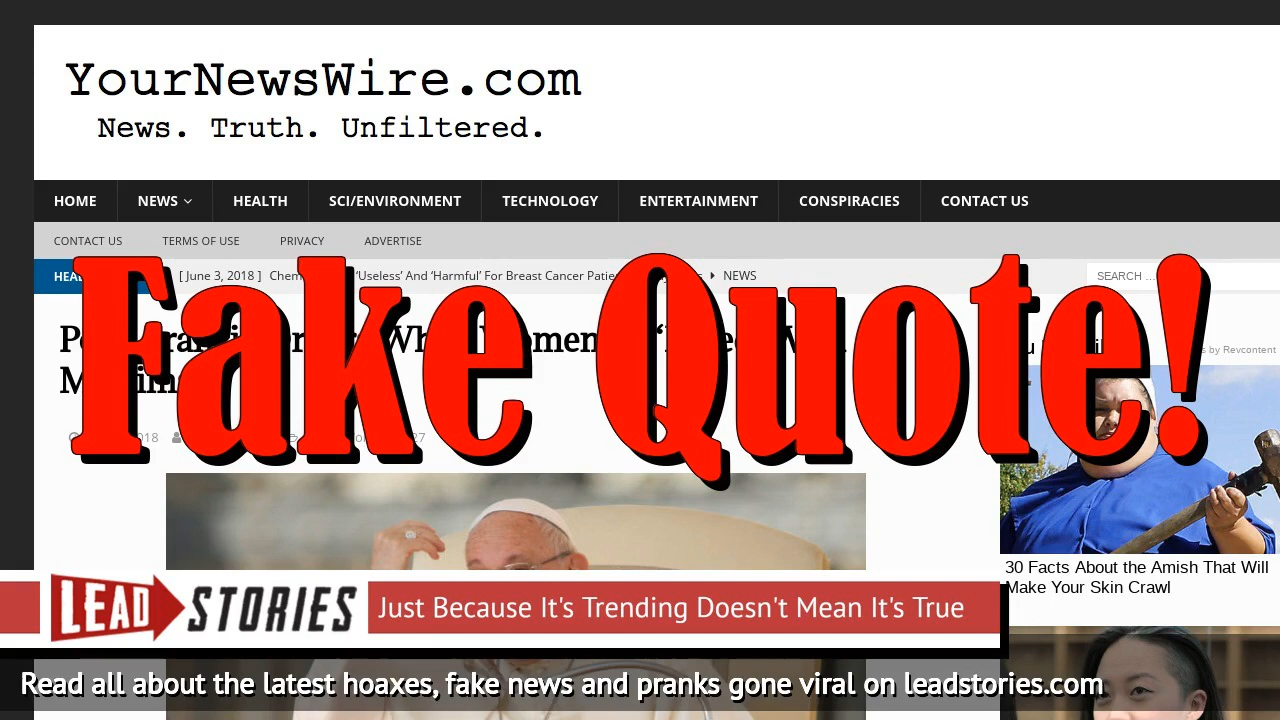 YourNewsWire.com
News. Truth. Unfiltered.
HOME NEWS HEALTH SCI/ENVIRONMENT TECHNOLOGY ENTERTAINMENT CONSPIRACIES CONTACT US
CONTACT US TERMS OF USE PRIVACY ADVERTISE
[ June 3, 2018 ] 'Useless' And 'Harmful' For Breast Cancer NEWS
SEARCH ...
Fake Quote!
s by Revcontent
30 Facts About the Amish That Will
Make Your Skin Crawl
LEAD STORIES Just Because It's Trending Doesn't Mean It's True
Read all about the latest hoaxes, fake news and pranks gone viral on leadstories.com